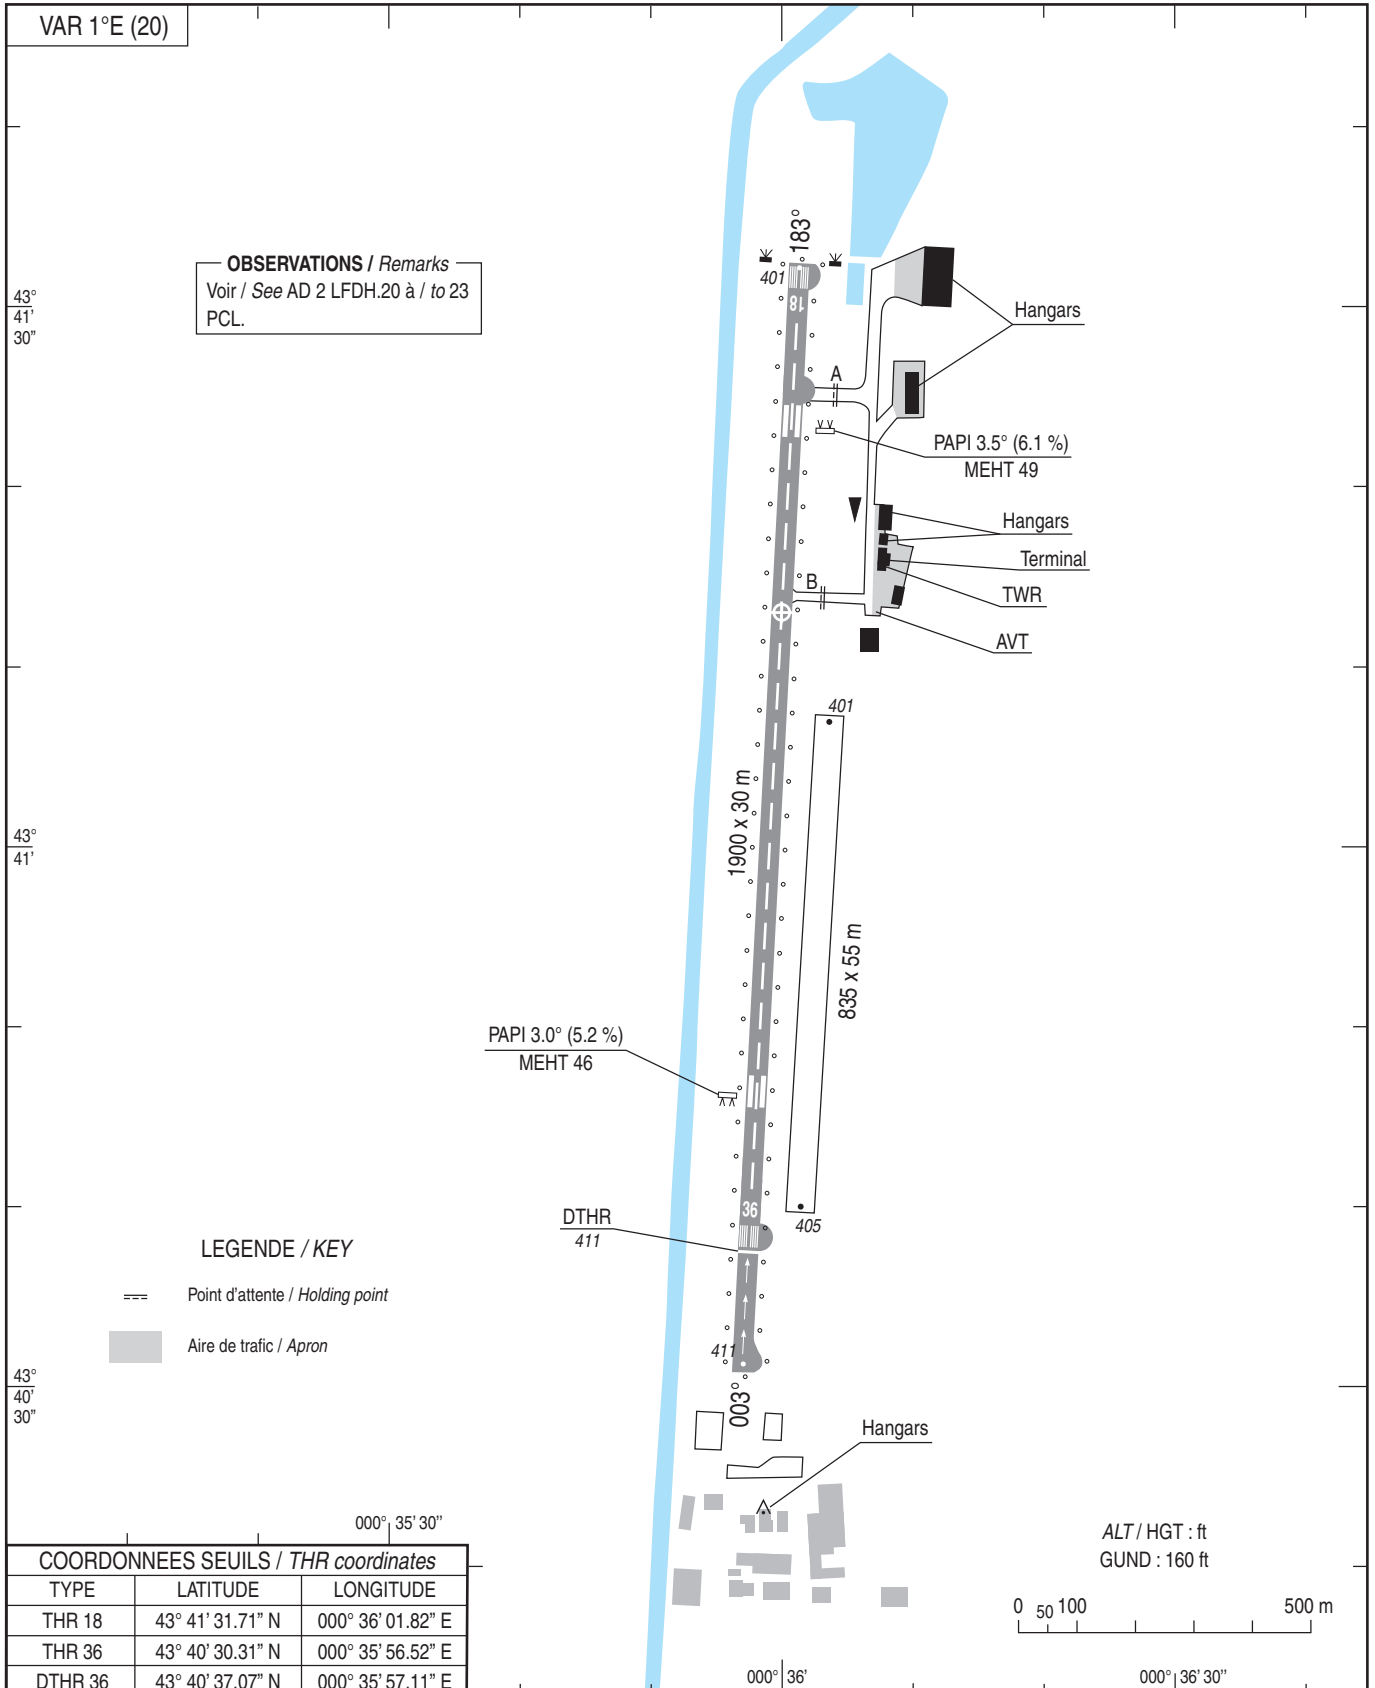 VAR 1°E (20)
183°
401
18
OBSERVATIONS / Remarks
Voir / See AD 2 LFDH.20 à / to 23
PCL.
43°
41’
30”
Hangars
A
PAPI 3.5° (6.1 %)
MEHT 49
Hangars
Terminal
B
TWR
AVT
401
1900 x 30 m
43°
41’
835 x 55 m
PAPI 3.0° (5.2 %)
MEHT 46
36
DTHR
411
405
LEGENDE / KEY
Point d’attente / Holding point
Aire de trafic / Apron
411
43°
40’
30”
003°
Hangars
000° 35’ 30”
ALT / HGT : ft
GUND : 160 ft
0 50 100 500 m
COORDONNEES SEUILS / THR coordinates
TYPE LATITUDE LONGITUDE
THR 18 43° 41’ 31.71” N 000° 36’ 01.82” E
THR 36 43° 40’ 30.31” N 000° 35’ 56.52” E
DTHR 36 43° 40’ 37.07” N 000° 35’ 57.11” E
000° 36’
000° 36’ 30”